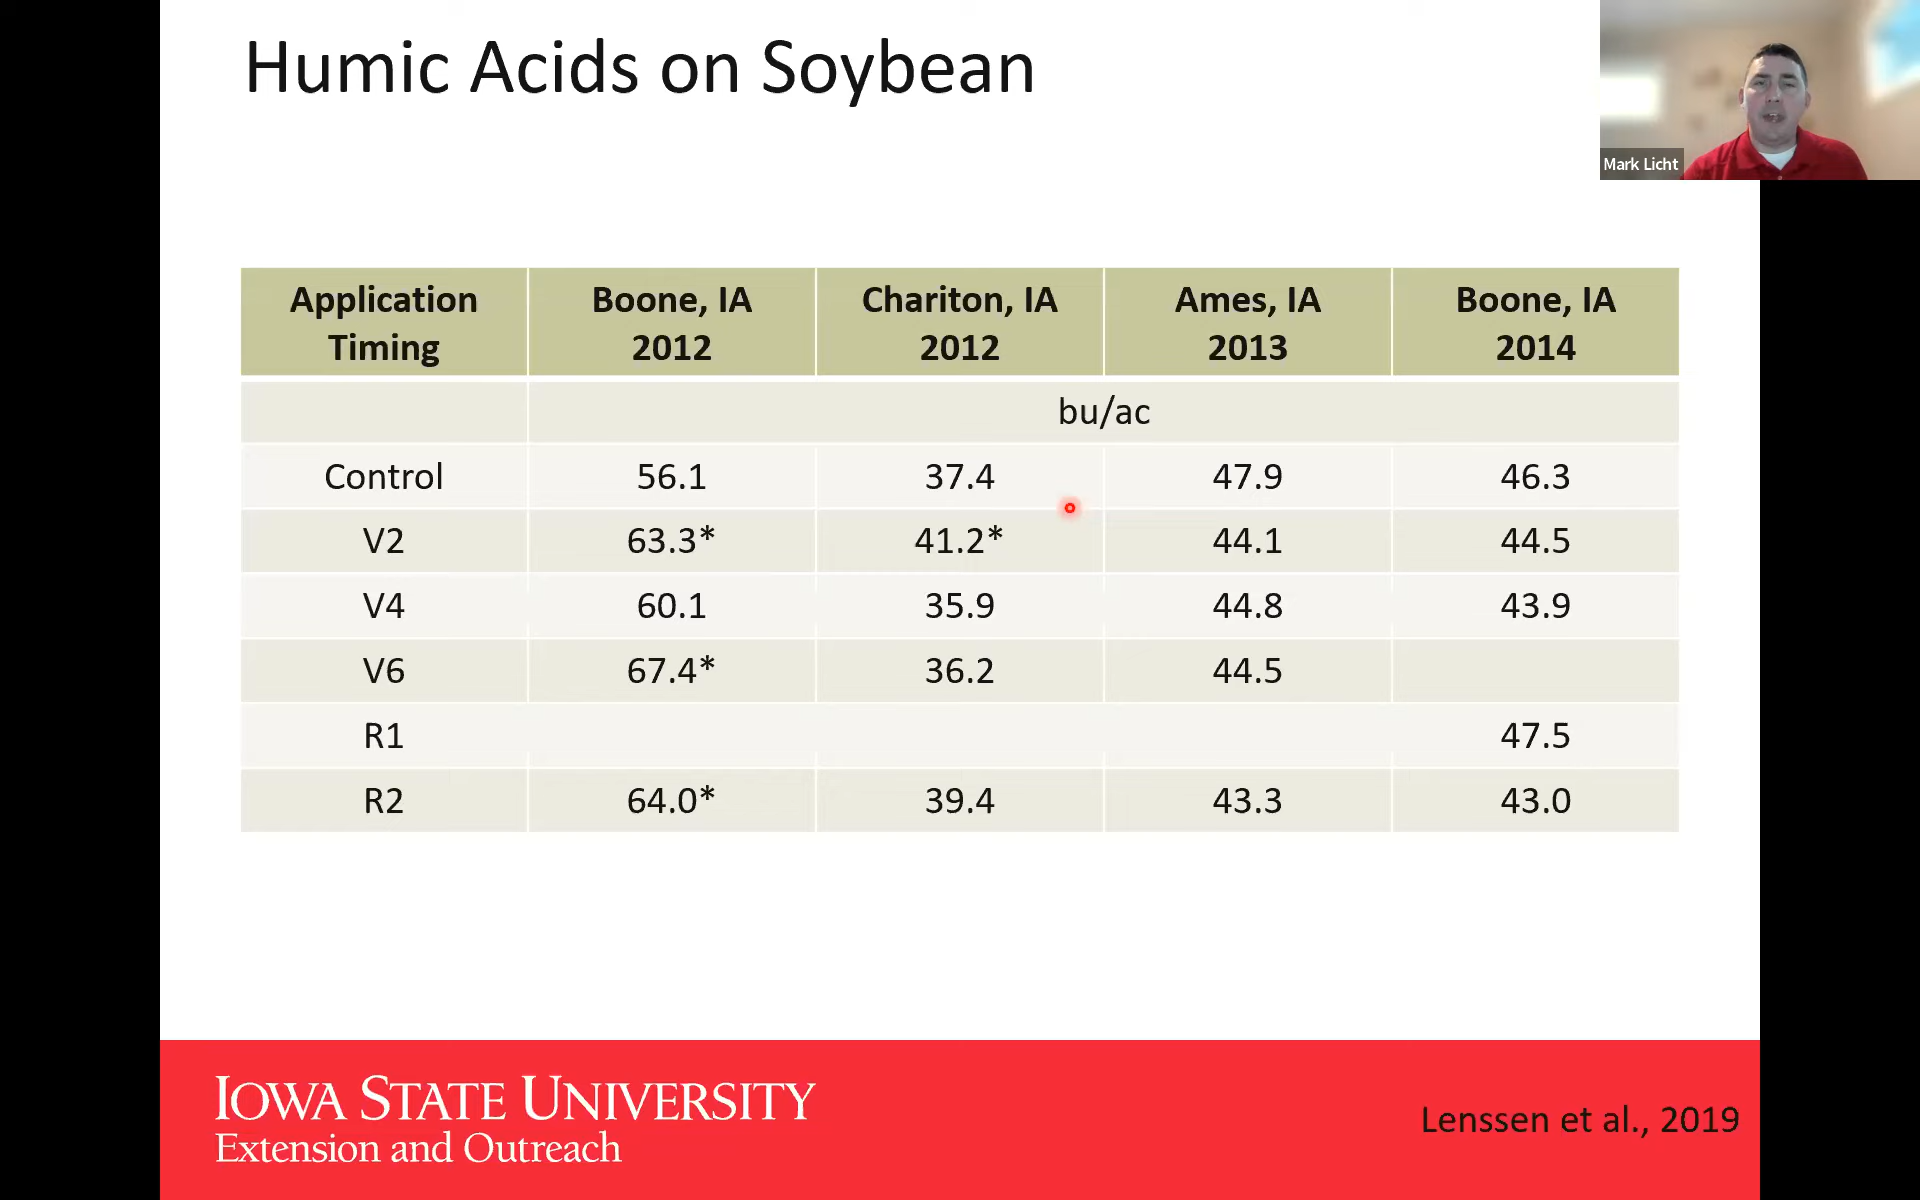 Humic Acids on Soybean
Mark Licht
Application Timing Boone, IA 2012 Chariton, IA 2012 Ames, IA 2013 Boone, IA 2014
bu/ac
Control 56.1 37.4 47.9 46.3
V2 63.3* 41.2* 44.1 44.5
V4 60.1 35.9 44.8 43.9
V6 67.4* 36.2 44.5
R1 47.5
R2 64.0* 39.4 43.3 43.0
IOWA STATE UNIVERSITY
Extension and Outreach
Lenssen et al., 2019